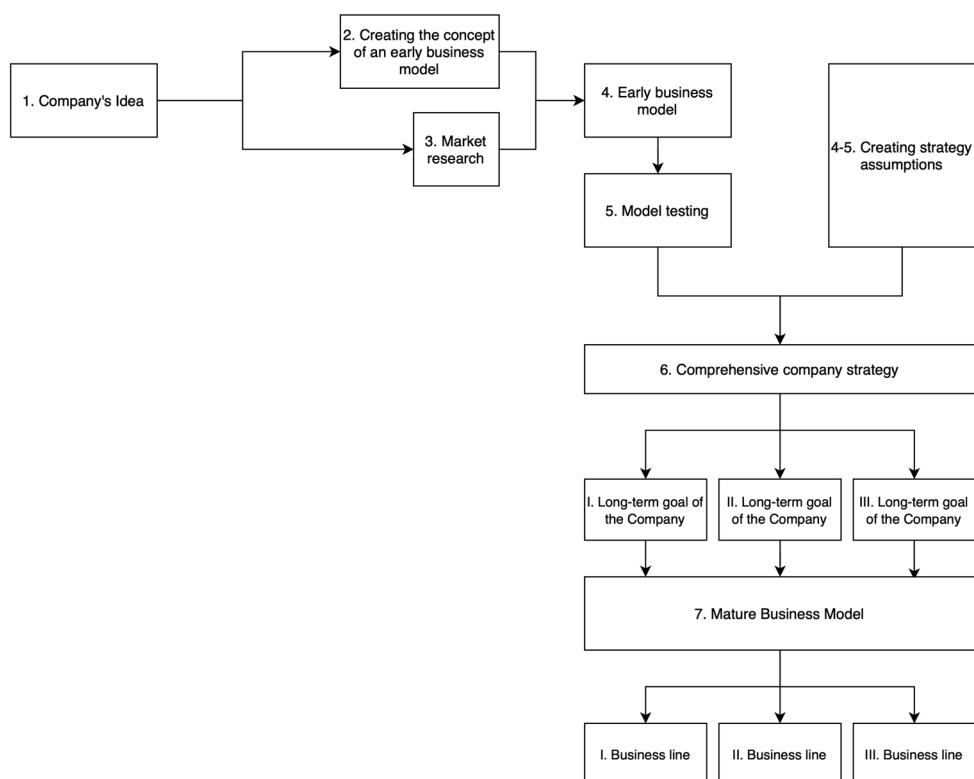 1. Company's Idea
2. Creating the concept
of an early business
model
3. Market
research
4. Early business
model
4-5. Creating strategy
assumptions
5. Model testing
6. Comprehensive company strategy
I. Long-term goal of
the Company
II. Long-term goal
of the Company
III. Long-term goal
of the Company
7. Mature Business Model
I. Business line
II. Business line
III. Business line